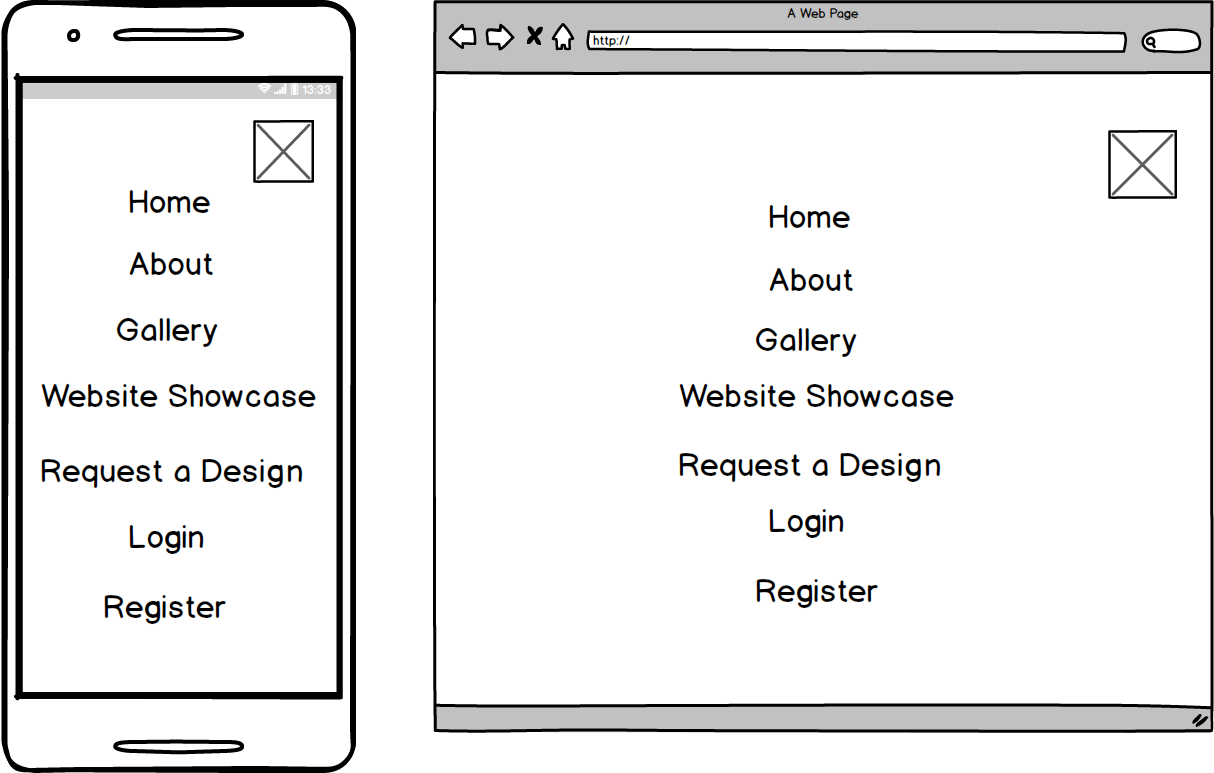 13:33
Home
About
Gallery
Website Showcase
Request a Design
Login
Register
A Web Page
http://
Home
About
Gallery
Website Showcase
Request a Design
Login
Register